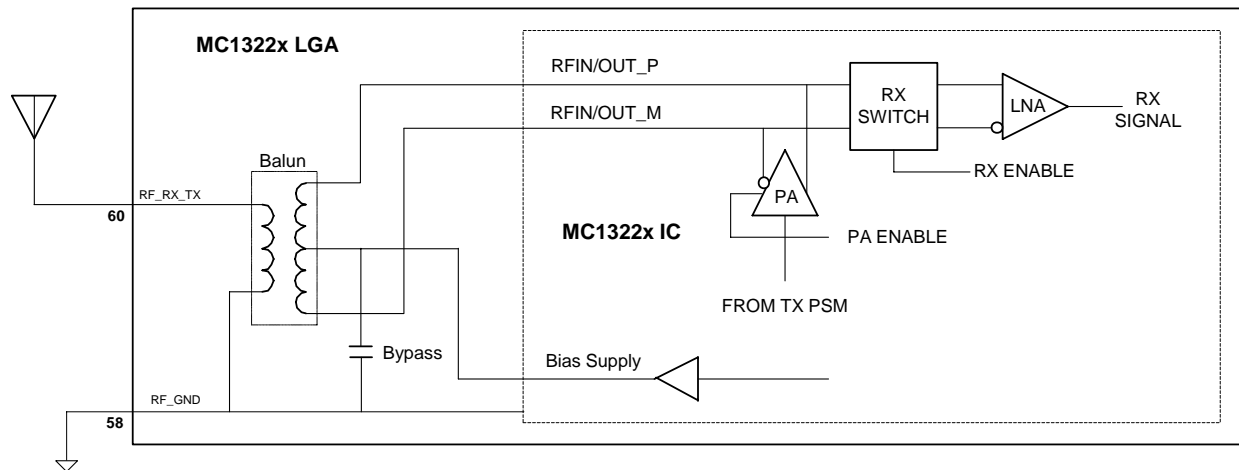 MC1322x LGA
RFIN/OUT_P
RX
SWITCH
LNA
RX
SIGNAL
RFIN/OUT_M
Balun
RX ENABLE
RF_RX_TX
60
PA
MC1322x IC
PA ENABLE
FROM TX PSM
Bypass
Bias Supply
RF_GND
58